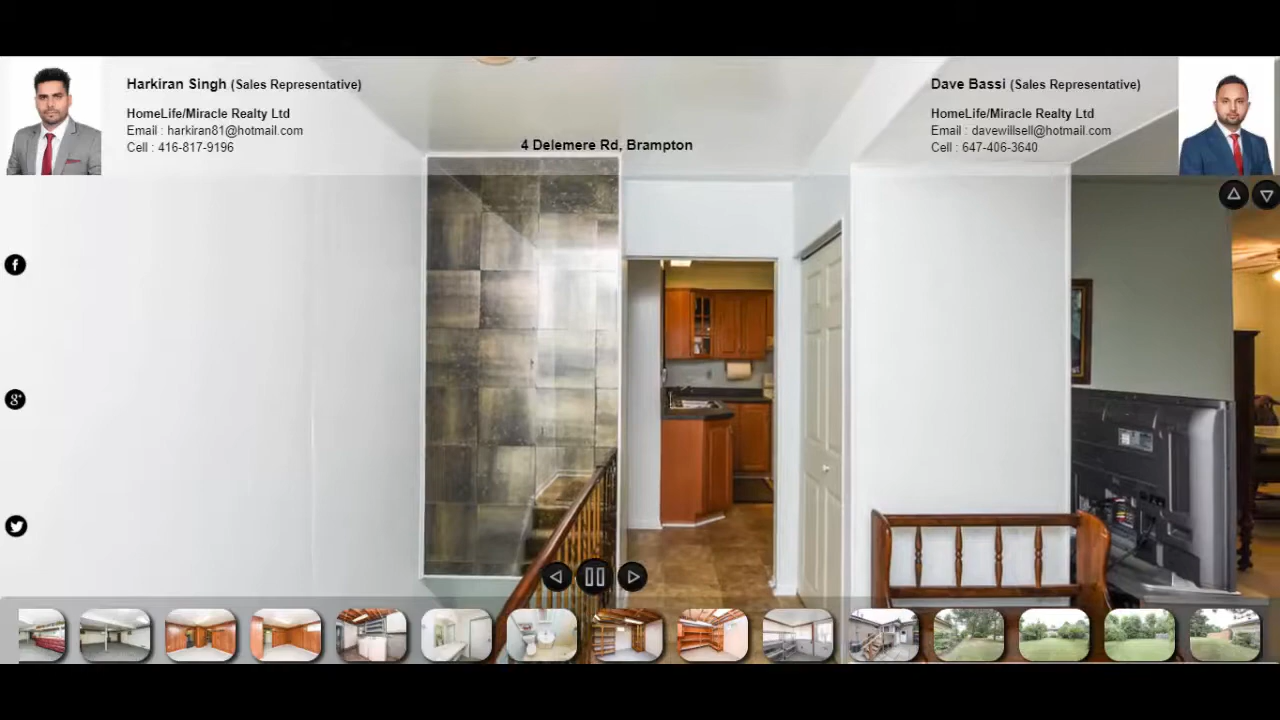 Harkiran Singh (Sales Representative)
HomeLife/Miracle Realty Ltd
Email : harkiran81@hotmail.com
Cell : 416-817-9196
4 Delemere Rd, Brampton
Dave Bassi (Sales Representative)
HomeLife/Miracle Realty Ltd
Email : davewillsell@hotmail.com
Cell : 647-406-3640